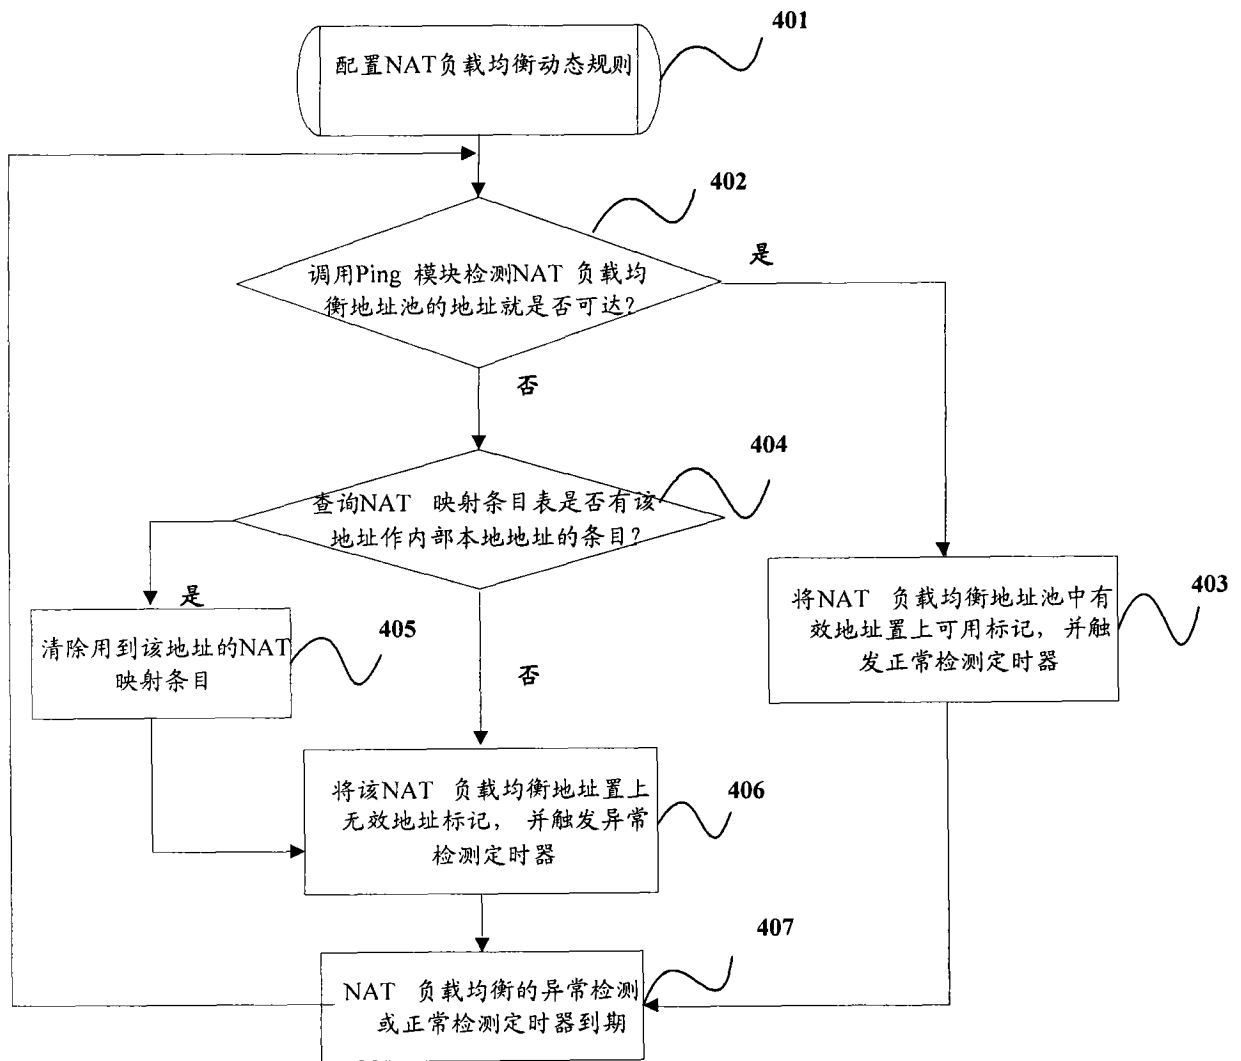 401
配置NAT负载均衡动态规则
402
是
调用Ping 模块检测NAT 负载均
衡地址池的地址就是否可达?
否
404
查询NAT 映射条目表是否有该
地址作内部本地地址的条目?
是
405
清除用到该地址的NAT
映射条目
403
将NAT 负载均衡地址池中有
效地址置上可用标记, 并触
发正常检测定时器
否
406
将该NAT 负载均衡地址置上
无效地址标记, 并触发异常
检测定时器
407
NAT 负载均衡的异常检测
或正常检测定时器到期